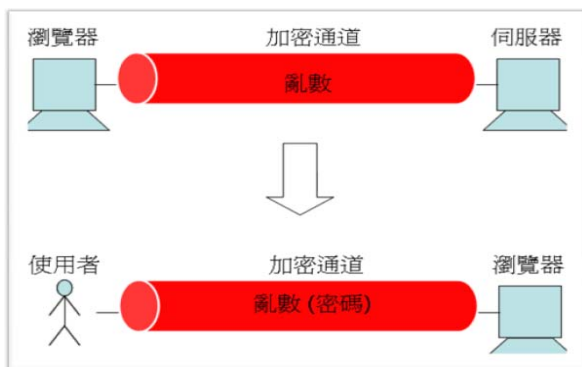 瀏覽器 加密通道 伺服器
亂數
使用者 加密通道 瀏覽器
亂數 (密碼)